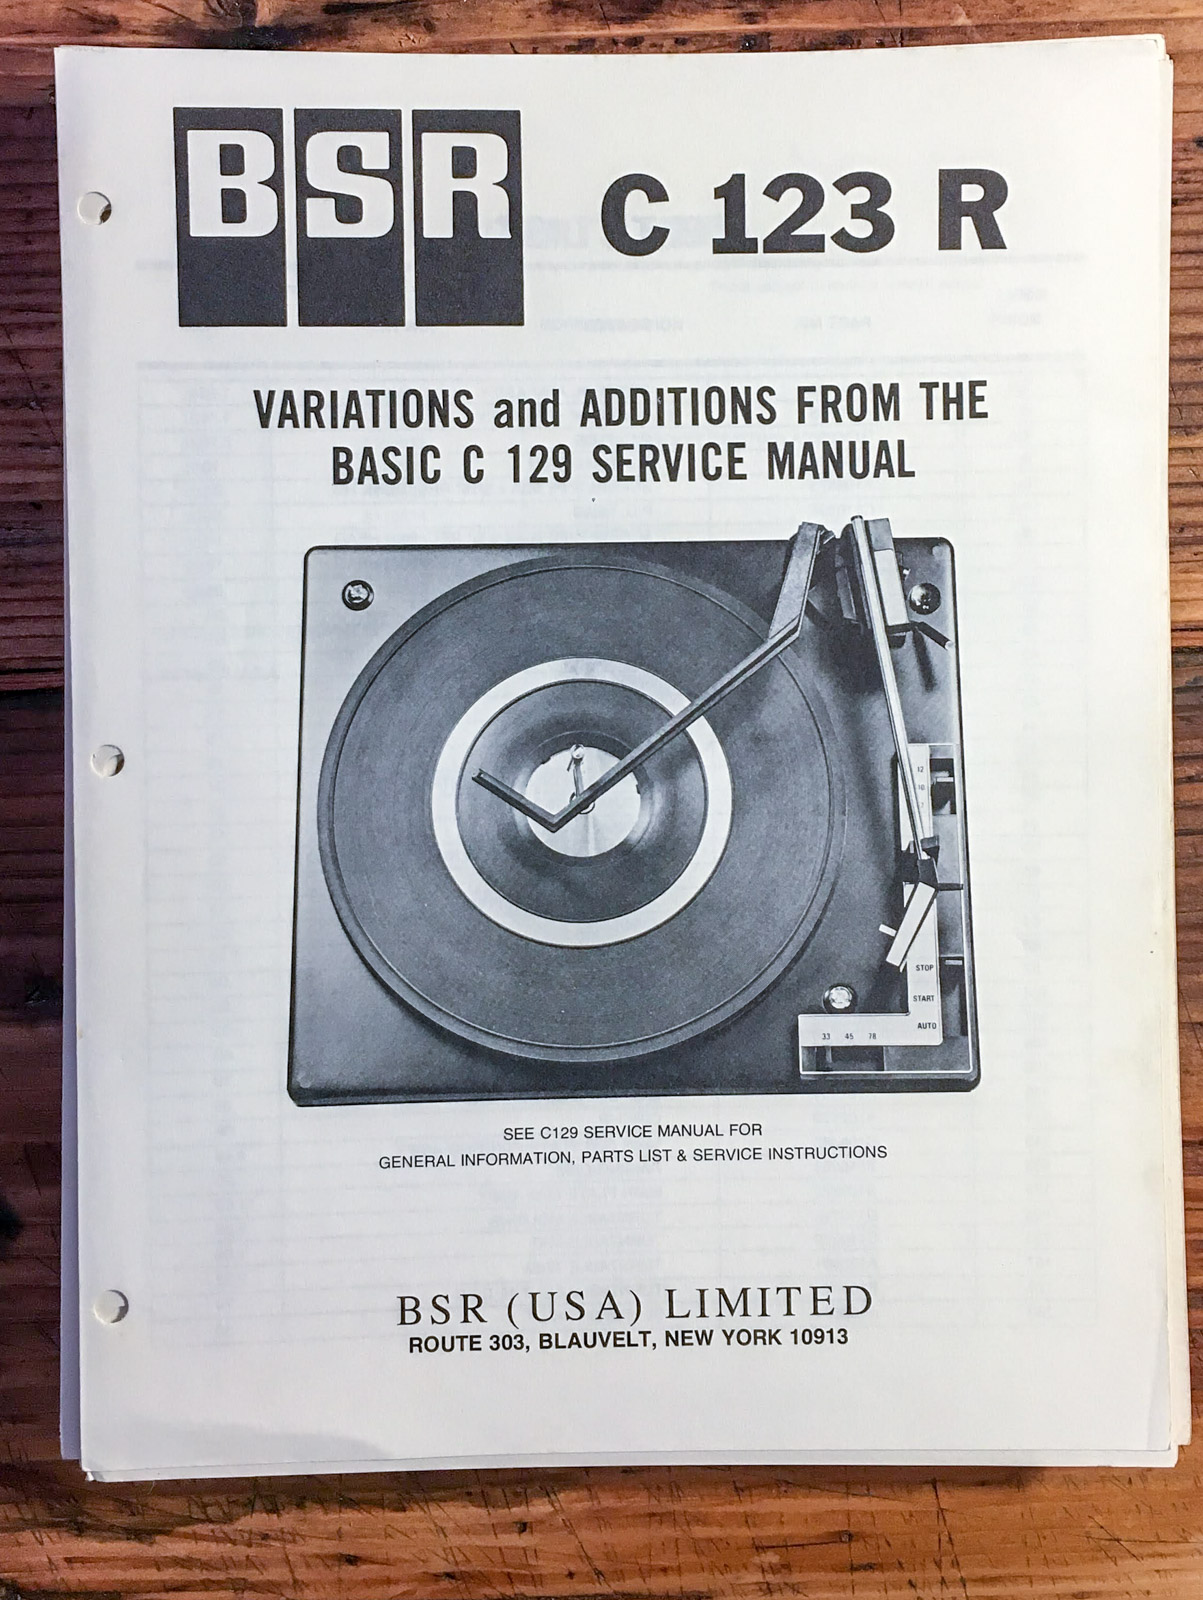 BSR
C 123 R
VARIATIONS and ADDITIONS FROM THE
BASIC C 129 SERVICE MANUAL
12
10
7
STOP
START
AUTO
33 45 78
SEE C129 SERVICE MANUAL FOR
GENERAL INFORMATION, PARTS LIST & SERVICE INSTRUCTIONS
BSR (USA) LIMITED
ROUTE 303, BLAUVELT, NEW YORK 10913